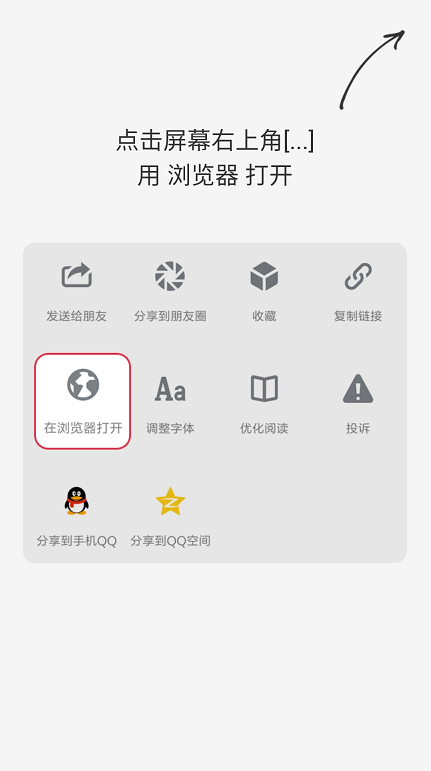 点击屏幕右上角[...]
用 浏览器 打开
发送给朋友
分享到朋友圈
收藏
复制链接
在浏览器打开
Aa
调整字体
优化阅读
投诉
分享到手机QQ
分享到QQ空间